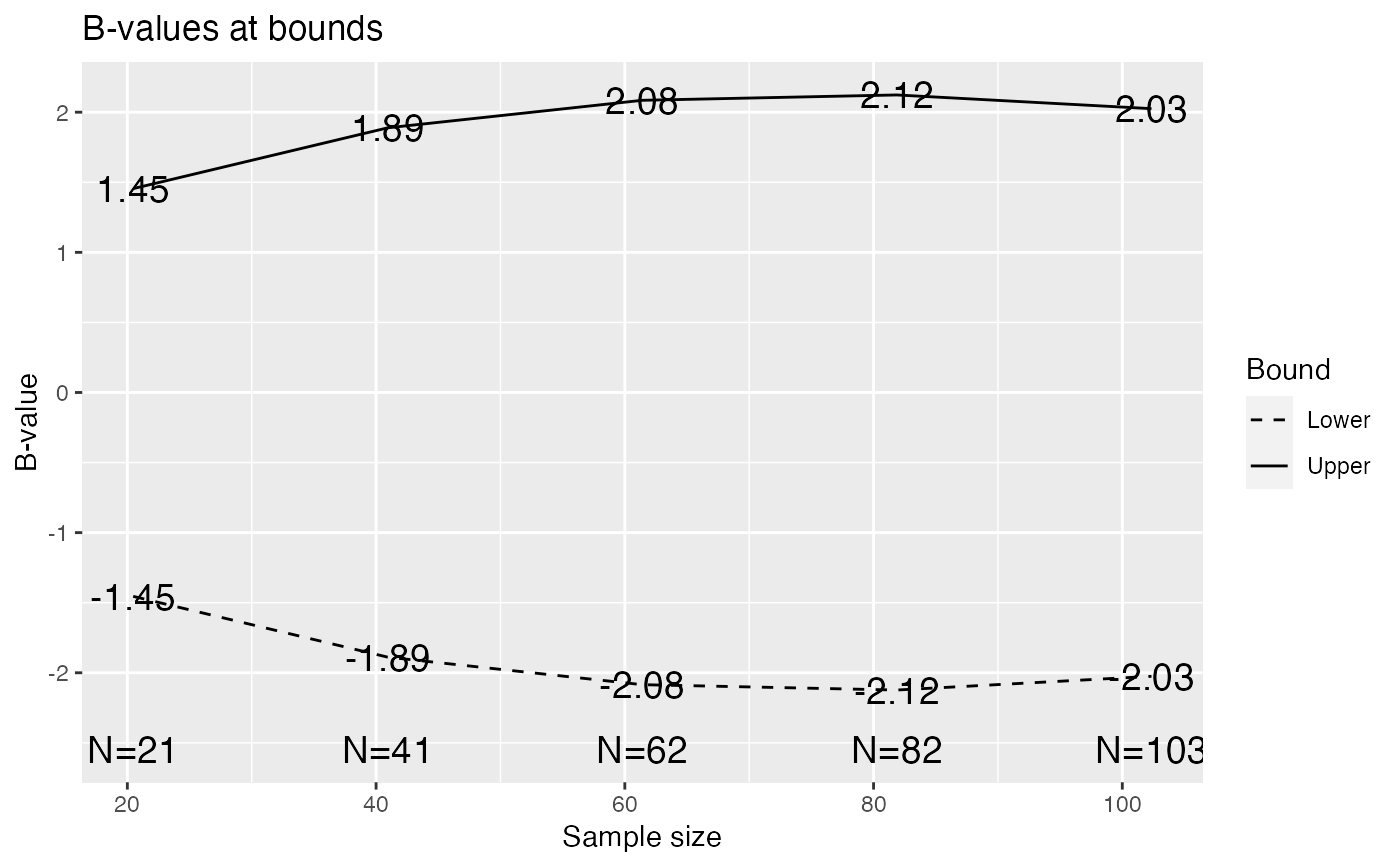 B-values at bounds
B-value
2
1
0
-1
-2
1.45
1.89
2.08
2.12
2.03
-1.45
-1.89
-2.08
-2.12
-2.03
N=21
N=41
N=62
N=82
N=103
20
40
60
80
100
Sample size
Bound
Lower
Upper